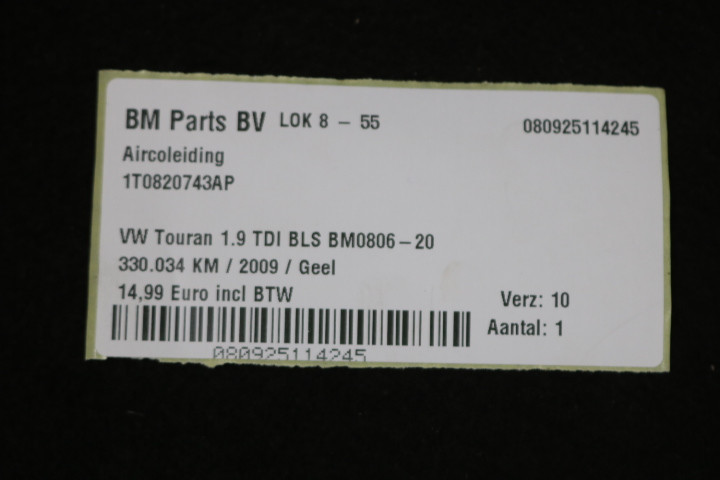 BM Parts BV LOK 8 - 55 080925114245
Aircoleiding
1T0820743AP
VW Touran 1.9 TDI BLS BM0806-20
330.034 KM / 2009 / Geel
14,99 Euro incl BTW Verz: 10
Aantal: 1
080925114245